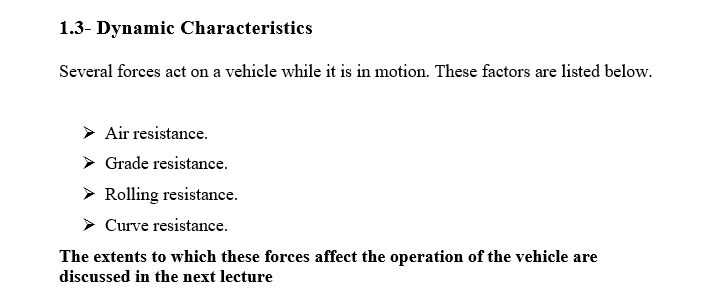 1.3- Dynamic Characteristics
Several forces act on a vehicle while it is in motion. These factors are listed below.
➢ Air resistance.
➢ Grade resistance.
➢ Rolling resistance.
➢ Curve resistance.
The extents to which these forces affect the operation of the vehicle are
discussed in the next lecture